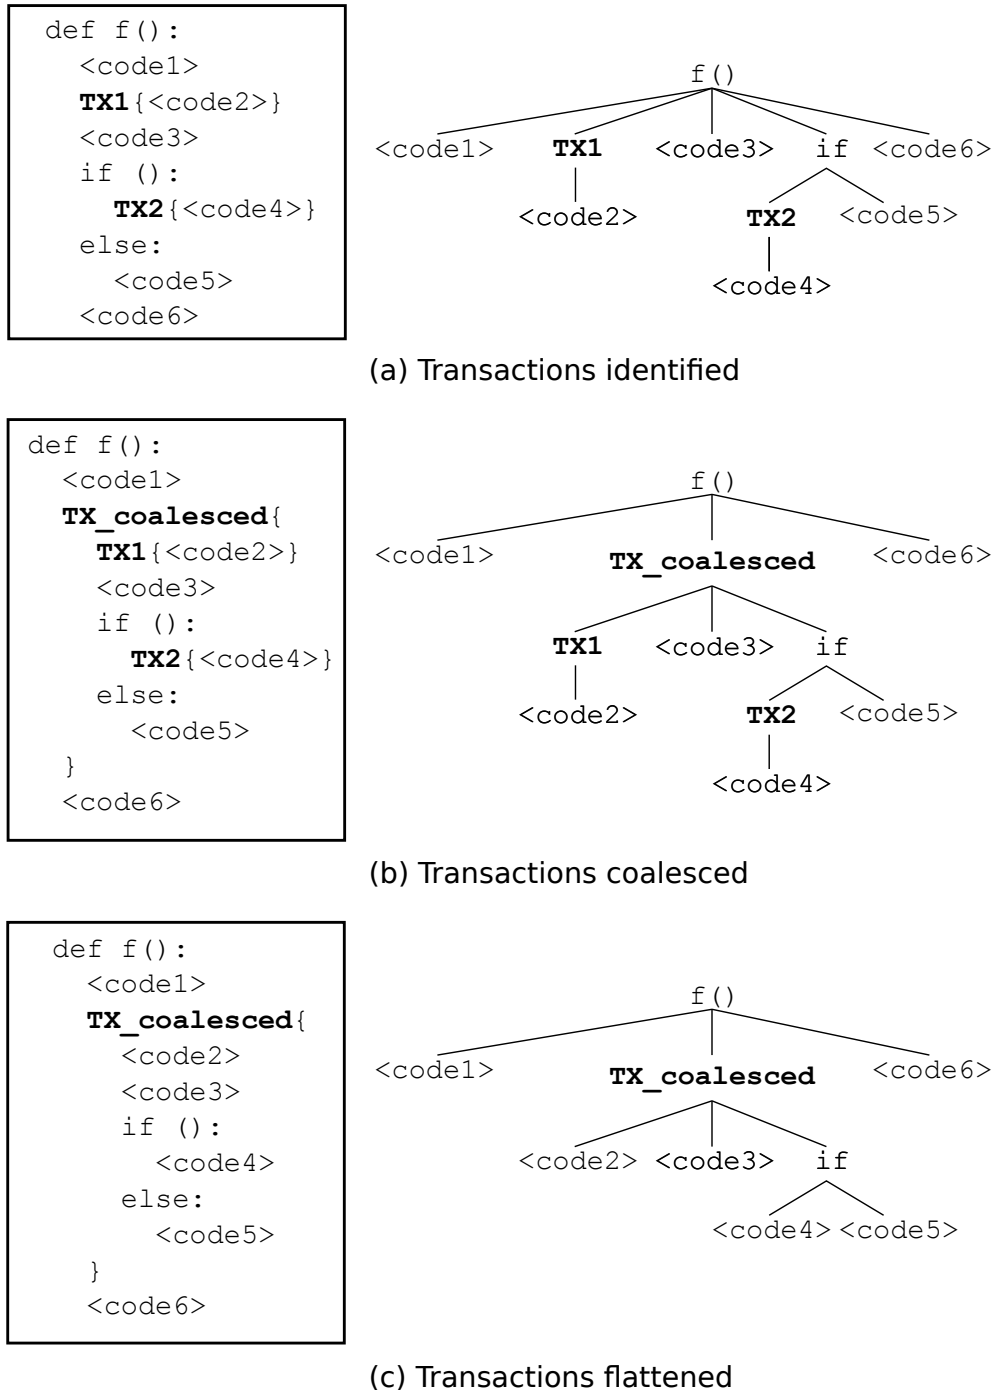 def f():
<code1>
TX1{<code2>}
<code3>
if ():
TX2{<code4>}
else:
<code5>
<code6>
f()
<code1> TX1 <code3> if <code6>
<code2> TX2 <code5>
<code4>
(a) Transactions identified
def f():
<code1>
TX_coalesced{
TX1{<code2>}
<code3>
if ():
TX2{<code4>}
else:
<code5>
}
<code6>
f()
<code1> TX_coalesced <code6>
TX1 <code3> if
<code2> TX2 <code5>
<code4>
(b) Transactions coalesced
def f():
<code1>
TX_coalesced{
<code2>
<code3>
if ():
<code4>
else:
<code5>
}
<code6>
f()
<code1> TX_coalesced <code6>
<code2> <code3> if
<code4> <code5>
(c) Transactions flattened